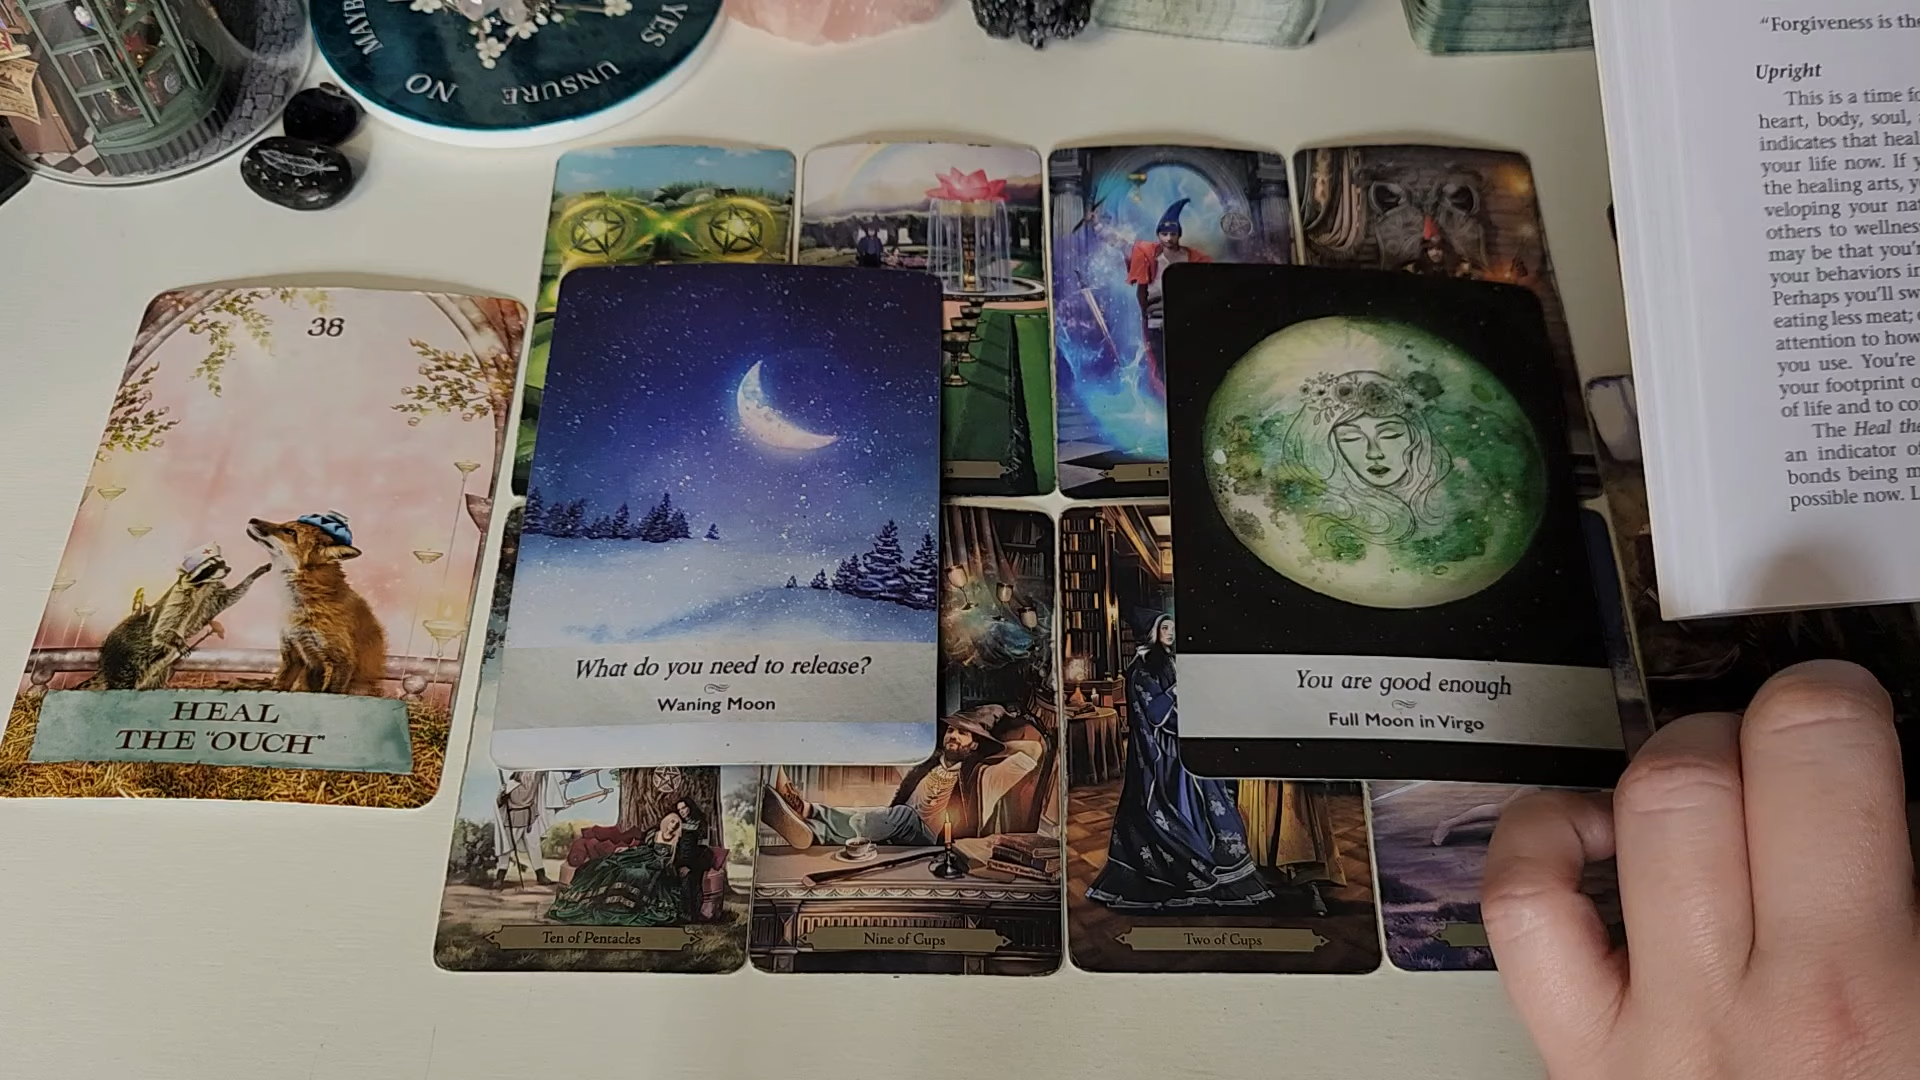 MAYB
YES
NO
UNSURE
38
HEAL
THE "OUCH"
What do you need to release?
Waning Moon
You are good enough
Full Moon in Virgo
Ten of Pentacles
Nine of Cups
Two of Cups
"Forgiveness is the
Upright
This is a time fo
heart, body, soul,
indicates that heal
your life now. If y
the healing arts, y
veloping your nat
others to wellnes
may be that you'r
your behaviors in
Perhaps you'll sw
eating less meat;
attention to how
you use. You're
your footprint o
of life and to co
The Heal the
an indicator o
bonds being m
possible now. L